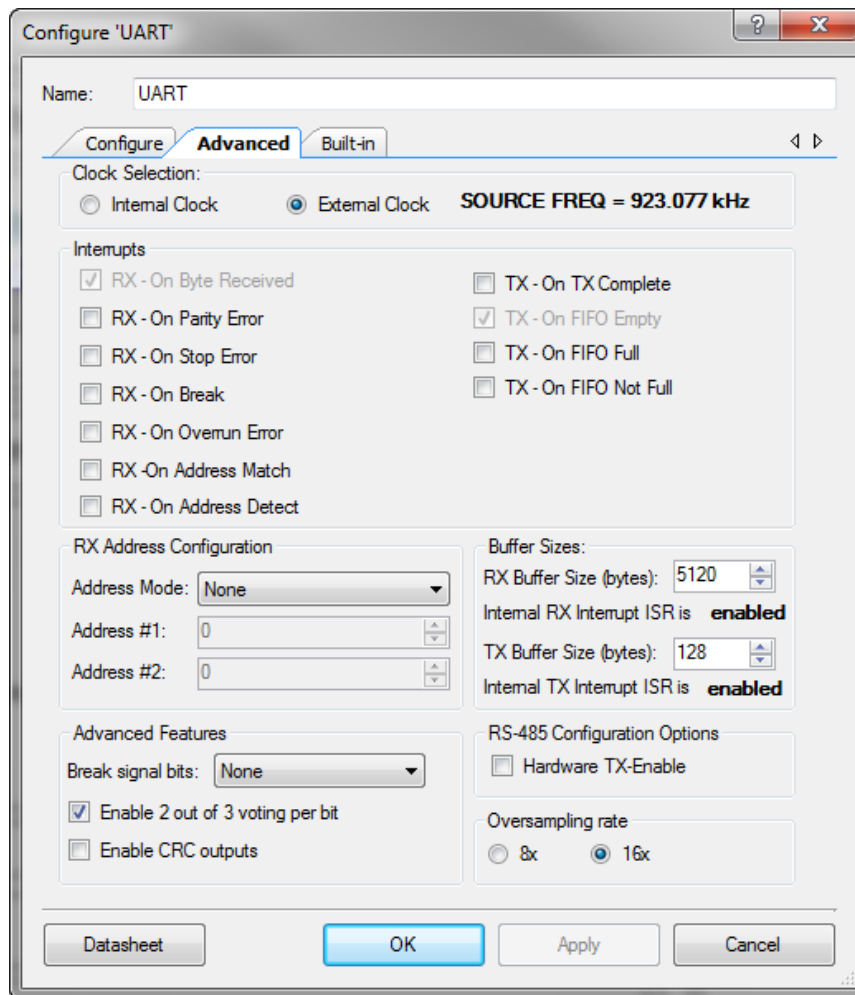 Configure 'UART'
Name: UART
Configure Advanced Built-in
Clock Selection:
Internal Clock External Clock SOURCE FREQ = 923.077 kHz
Interrupts
RX - On Byte Received
RX - On Parity Error
RX - On Stop Error
RX - On Break
RX - On Overrun Error
RX -On Address Match
RX - On Address Detect
TX - On TX Complete
TX - On FIFO Empty
TX - On FIFO Full
TX - On FIFO Not Full
RX Address Configuration
Address Mode: None
Address #1: 0
Address #2: 0
Buffer Sizes:
RX Buffer Size (bytes): 5120
Internal RX Interrupt ISR is enabled
TX Buffer Size (bytes): 128
Internal TX Interrupt ISR is enabled
Advanced Features
Break signal bits: None
Enable 2 out of 3 voting per bit
Enable CRC outputs
RS-485 Configuration Options
Hardware TX-Enable
Oversampling rate
8x 16x
Datasheet OK Apply Cancel